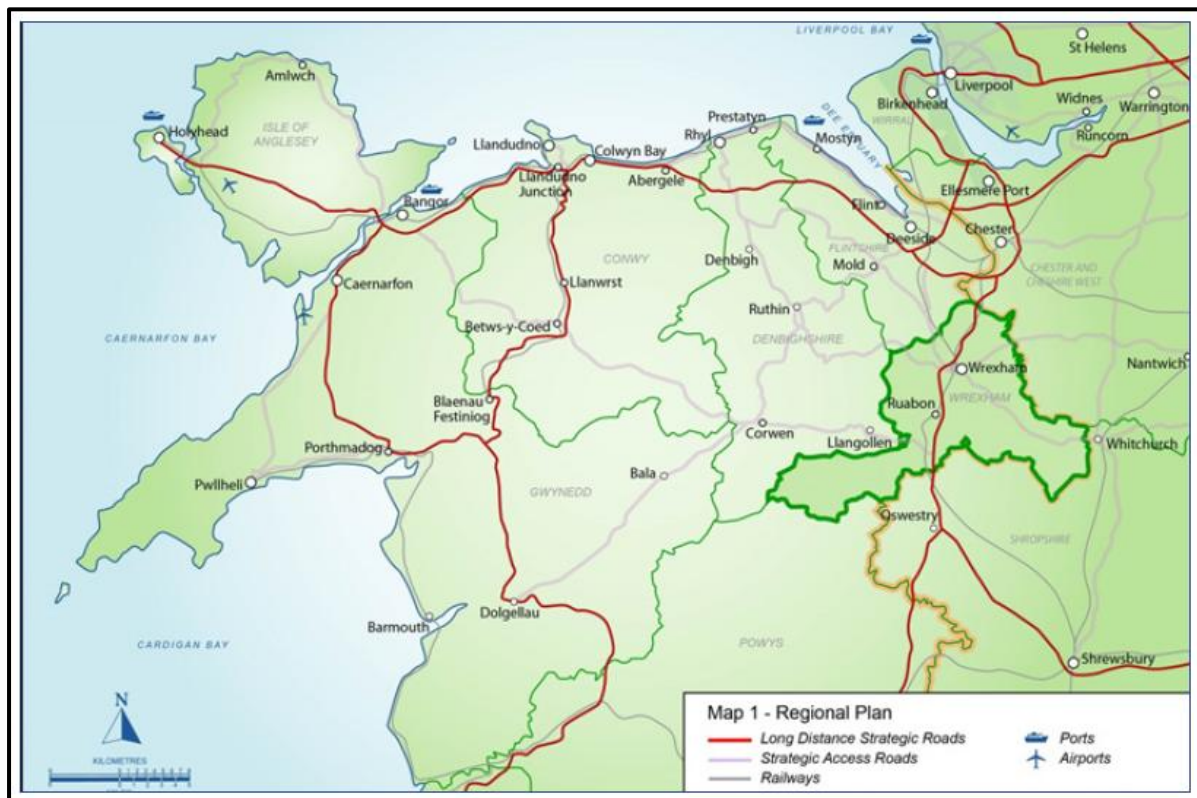 LIVERPOOL BAY
St Helens
Amlwch
Liverpool
Birkenhead
Widnes
Warrington
WIRRAL
Runcorn
Holyhead
ISLE OF
ANGLESEY
Prestatyn
DEE ESTUARY
Llandudno
Rhyl
Mostyn
Colwyn Bay
Llandudno
Junction
Abergele
Ellesmere Port
Bangor
Flint
Deeside
Chester
FLINTSHIRE
Denbigh
Mold
CONWY
CHESTER AND
CHESHIRE WEST
Caernarfon
Llanwrst
Ruthin
Betws-y-Coed
CAERNARFON BAY
DENBIGHSHIRE
Nantwich
Wrexham
WREXHAM
Blaenau
Festiniog
Ruabon
Corwen
Llangollen
Whitchurch
Porthmadog
Bala
Pwllheli
GWYNEDD
Oswestry
SHROPSHIRE
Dolgellau
Barmouth
CARDIGAN BAY
POWYS
Shrewsbury
N
KILOMETRES
Map 1 - Regional Plan
Long Distance Strategic Roads
Ports
Strategic Access Roads
Airports
Railways